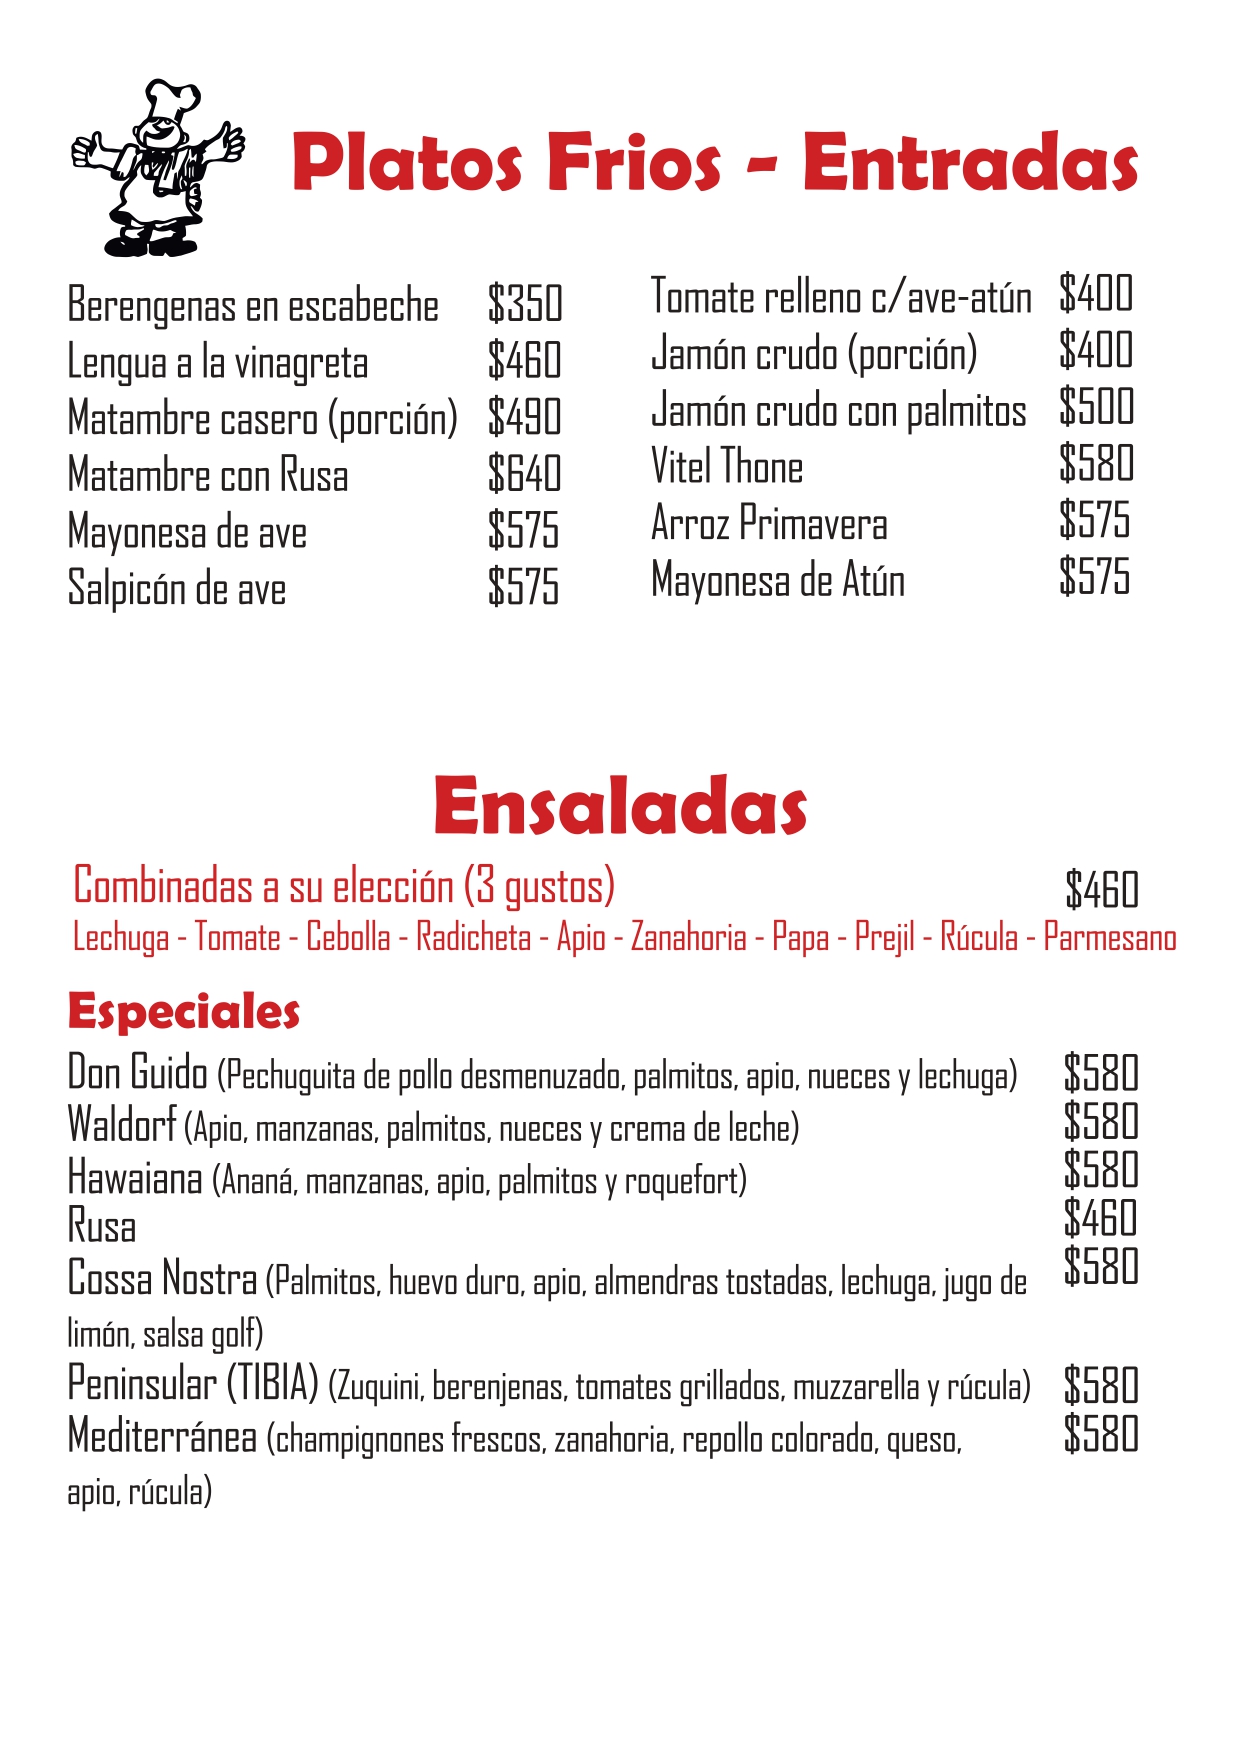 Platos Frios - Entradas
Berengenas en escabeche $350
Lengua a la vinagreta $460
Matambre casero (porción) $490
Matambre con Rusa $640
Mayonesa de ave $575
Salpicón de ave $575
Tomate relleno c/ave-atún $400
Jamón crudo (porción) $400
Jamón crudo con palmitos $500
Vitel Thone $580
Arroz Primavera $575
Mayonesa de Atún $575
Ensaladas
Combinadas a su elección (3 gustos) $460
Lechuga - Tomate - Cebolla - Radicheta - Apio - Zanahoria - Papa - Prejil - Rúcula - Parmesano
Especiales
Don Guido (Pechuguita de pollo desmenuzado, palmitos, apio, nueces y lechuga) $580
Waldorf (Apio, manzanas, palmitos, nueces y crema de leche) $580
Hawaiana (Ananá, manzanas, apio, palmitos y roquefort) $580
Rusa $460
Cossa Nostra (Palmitos, huevo duro, apio, almendras tostadas, lechuga, jugo de $580
limón, salsa golf)
Peninsular (TIBIA) (Zuquini, berenjenas, tomates grillados, muzzarella y rúcula) $580
Mediterránea (champignones frescos, zanahoria, repollo colorado, queso, $580
apio, rúcula)